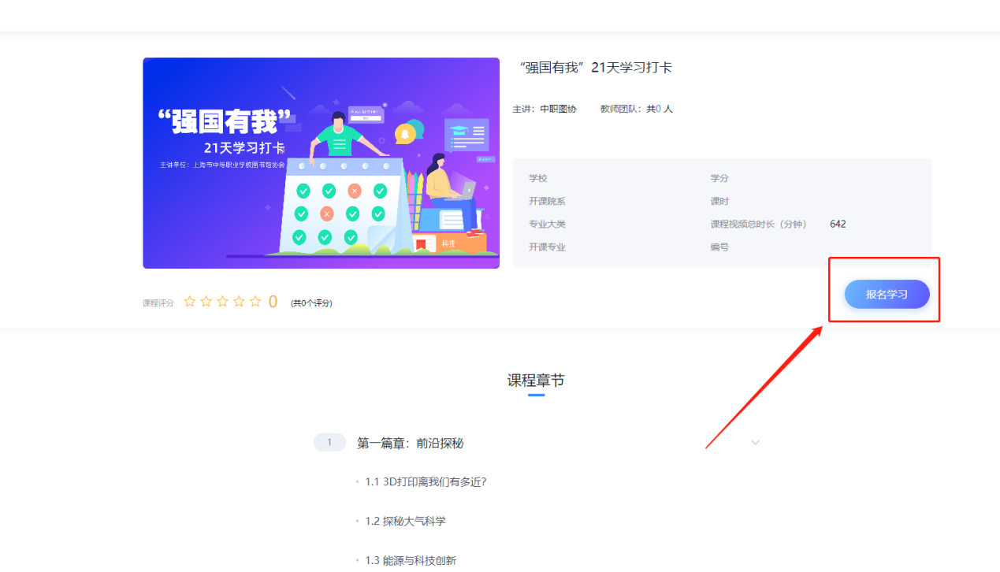 “强国有我”
21天学习打卡
主讲单位：上海市中等职业学校图书馆协会
科技
“强国有我”21天学习打卡
主讲：中职图协 教师团队：共0 人
学校 学分
开课院系 课时
专业大类 课程视频总时长（分钟） 642
开课专业 编号
课程评分 0 (共0个评分)
报名学习
课程章节
1 第一篇章：前沿探秘
1.1 3D打印离我们有多近?
1.2 探秘大气科学
1.3 能源与科技创新